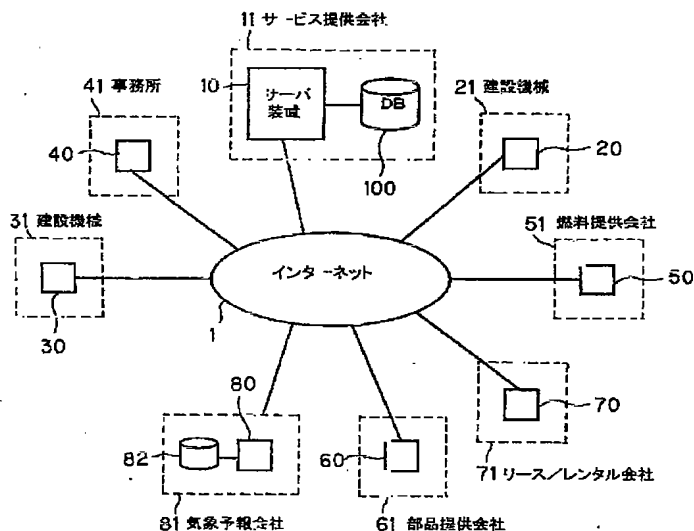 11 サービス提供会社
41 事務所
10
サーバ
装置
DB
21 建設機械
40
100
20
31 建設機械
51 燃料提供会社
インターネット
30
1
50
80
70
82
60
71 リース/レンタル会社
81 気象予報会社
61 部品提供会社